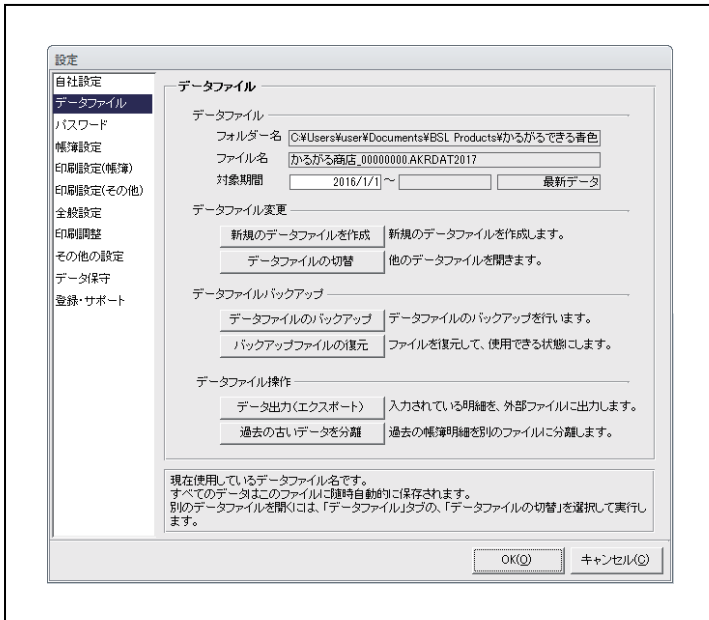 設定
自社設定
データファイル
パスワード
帳簿設定
印刷設定(帳簿)
印刷設定(その他)
全般設定
印刷調整
その他の設定
データ保守
登録・サポート
データファイル
データファイル
フォルダー名 C:¥Users¥user¥Documents¥BSL Products¥かるがるできる青色
ファイル名 かるがる商店_00000000.AKRDAT2017
対象期間 2016/1/1 ～ 最新データ
データファイル変更
新規のデータファイルを作成 新規のデータファイルを作成します。
データファイルの切替 他のデータファイルを開きます。
データファイルバックアップ
データファイルのバックアップ データファイルのバックアップを行います。
バックアップファイルの復元 ファイルを復元して、使用できる状態にします。
データファイル操作
データ出力(エクスポート) 入力されている明細を、外部ファイルに出力します。
過去の古いデータを分離 過去の帳簿明細を別のファイルに分離します。
現在使用しているデータファイル名です。
すべてのデータはこのファイルに随時自動的に保存されます。
別のデータファイルを開くには、「データファイル」タブの、「データファイルの切替」を選択して実行し
ます。
OK(O) キャンセル(C)